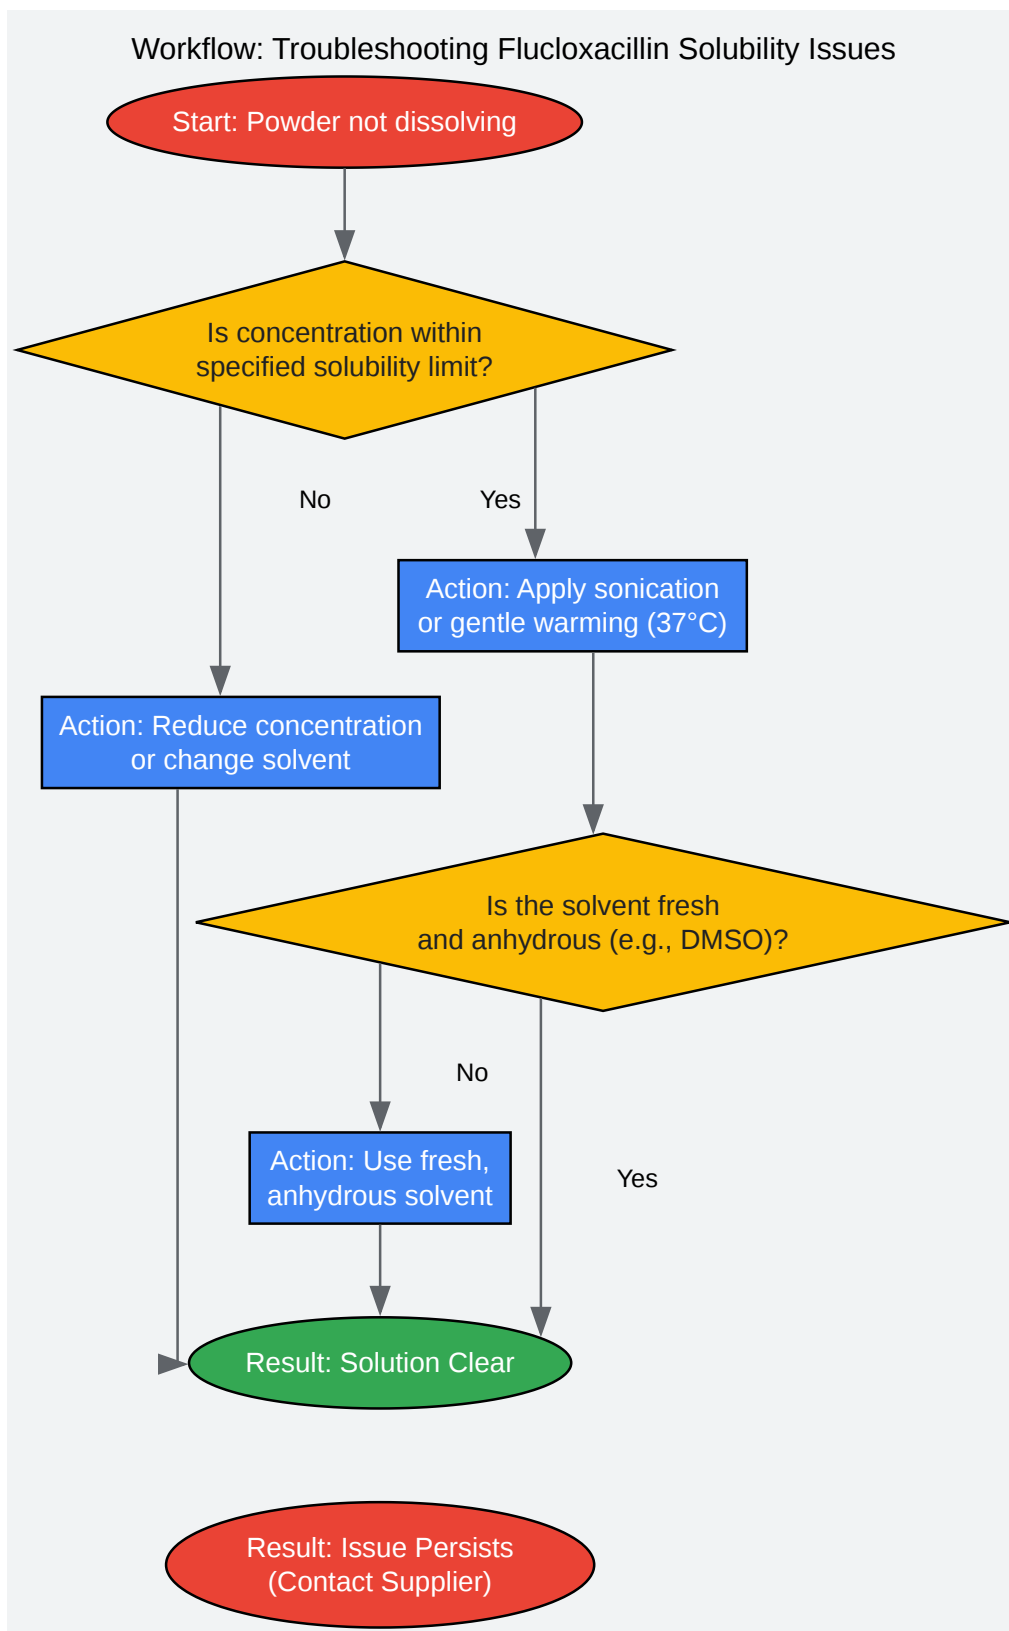 Workflow: Troubleshooting Flucloxacillin Solubility Issues
Start: Powder not dissolving
Is concentration within
specified solubility limit?
No
Yes
Action: Apply sonication
or gentle warming (37°C)
Action: Reduce concentration
or change solvent
Is the solvent fresh
and anhydrous (e.g., DMSO)?
No
Action: Use fresh,
anhydrous solvent
Yes
Result: Solution Clear
Result: Issue Persists
(Contact Supplier)